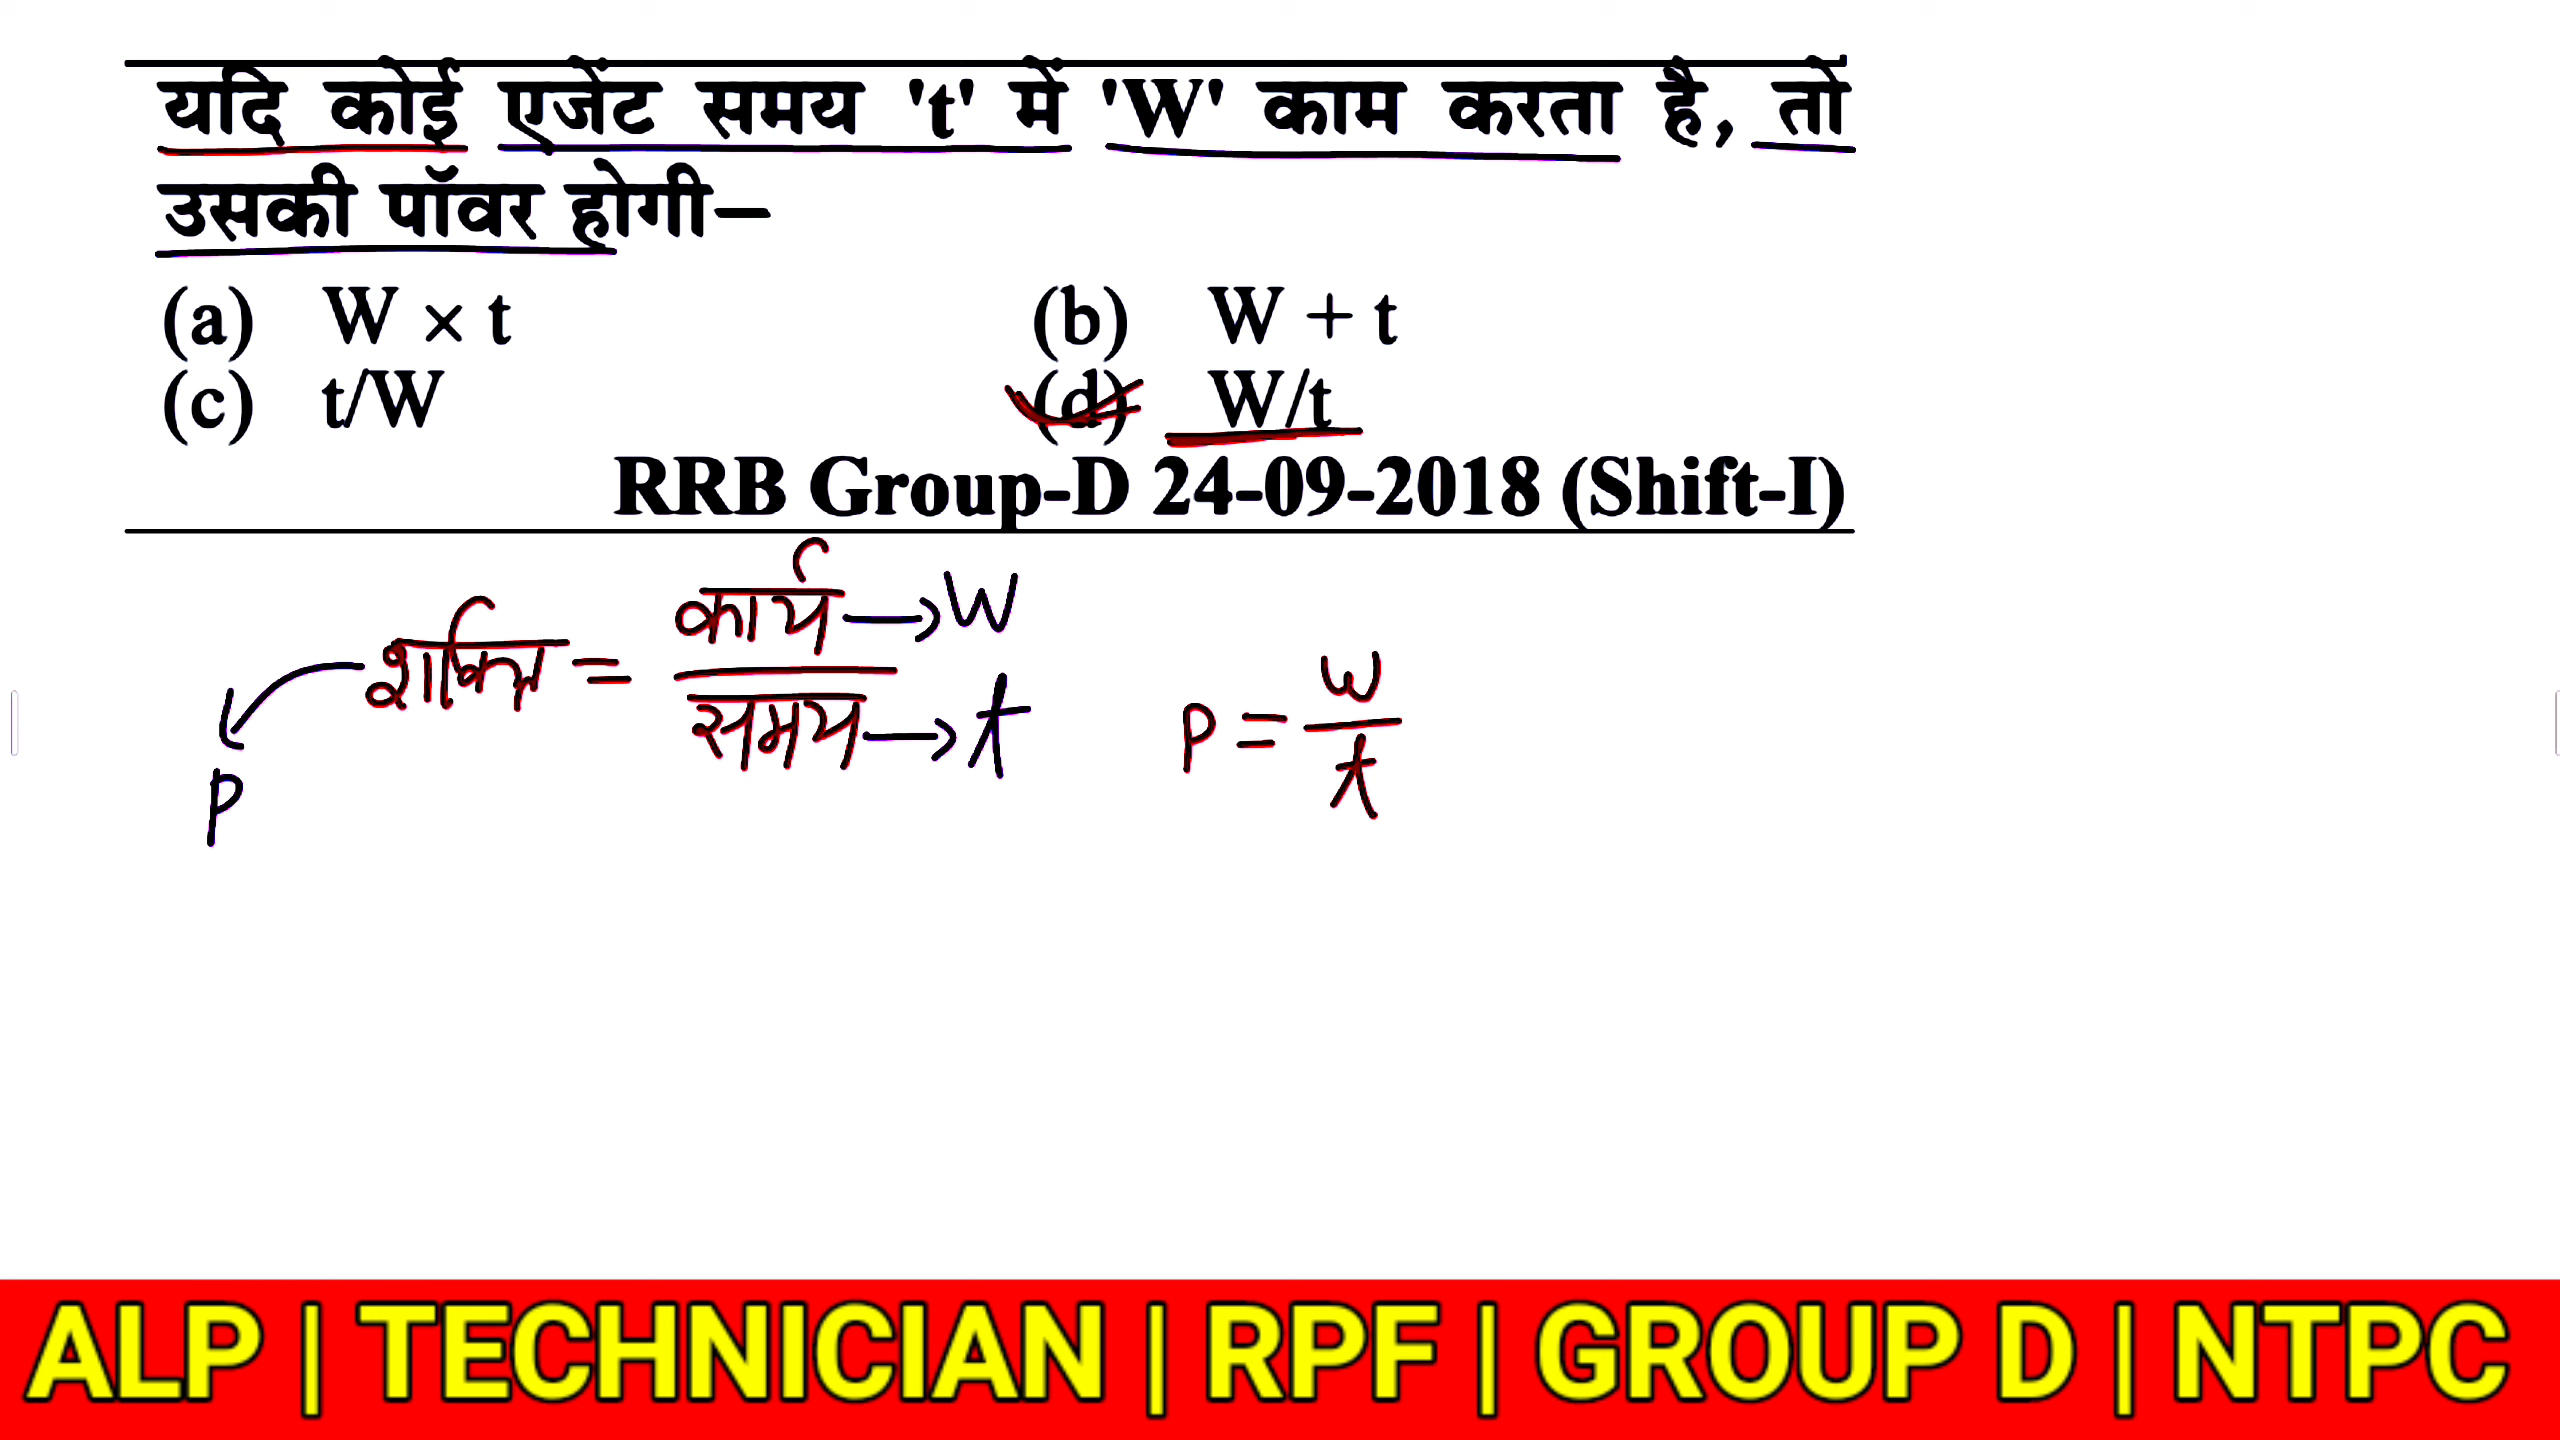 यदि कोई एजेंट समय 't' में 'W' काम करता है, तो
उसकी पॉवर होगी–
(a) W × t (b) W + t
(c) t/W (d) W/t
RRB Group-D 24-09-2018 (Shift-I)
शक्ति = कार्य → W
समय → t
P
P = W
t
ALP | TECHNICIAN | RPF | GROUP D | NTPC